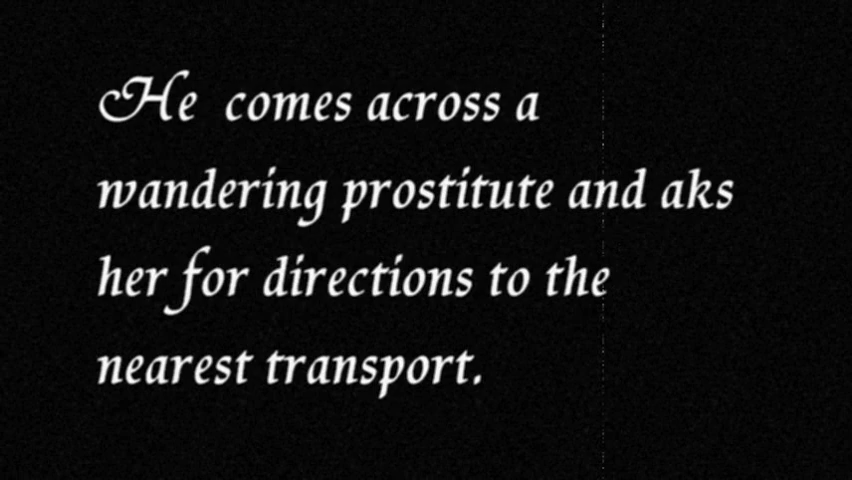 He comes across a
wandering prostitute and aks
her for directions to the
nearest transport.